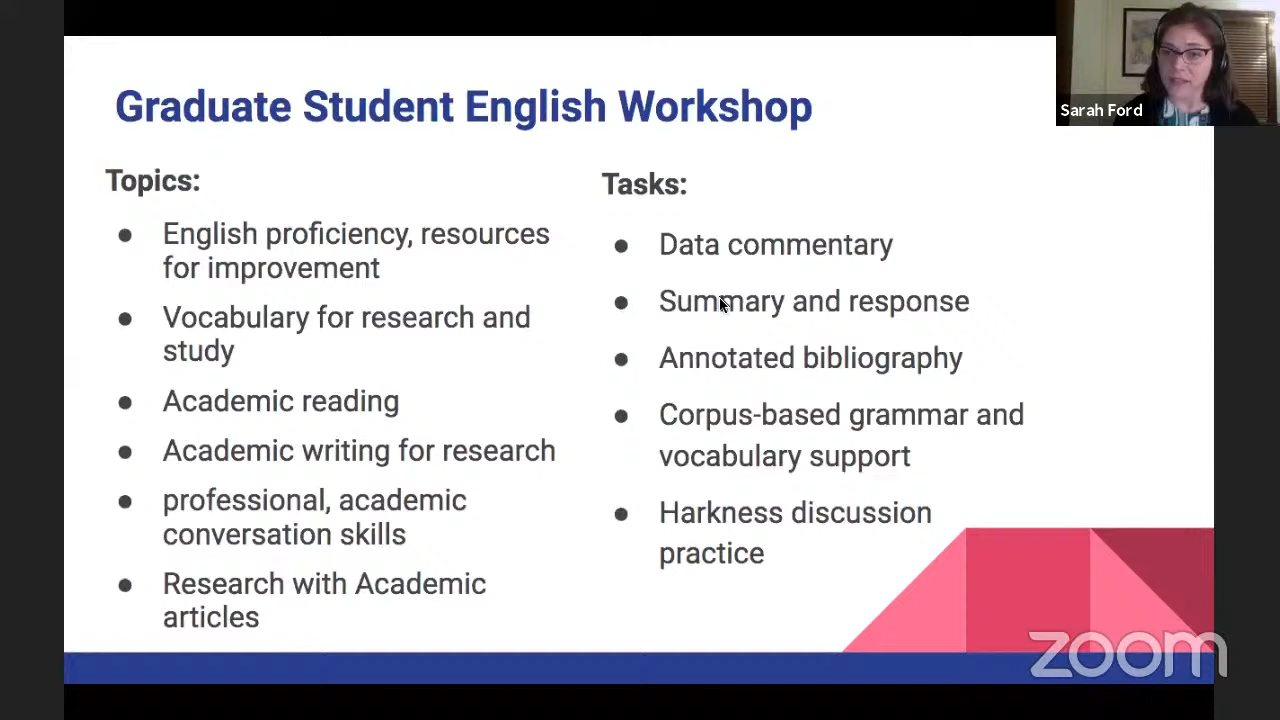 Graduate Student English Workshop
Sarah Ford
Topics:
● English proficiency, resources
for improvement
● Vocabulary for research and
study
● Academic reading
● Academic writing for research
● professional, academic
conversation skills
● Research with Academic
articles
Tasks:
● Data commentary
● Summary and response
● Annotated bibliography
● Corpus-based grammar and
vocabulary support
● Harkness discussion
practice
zoom